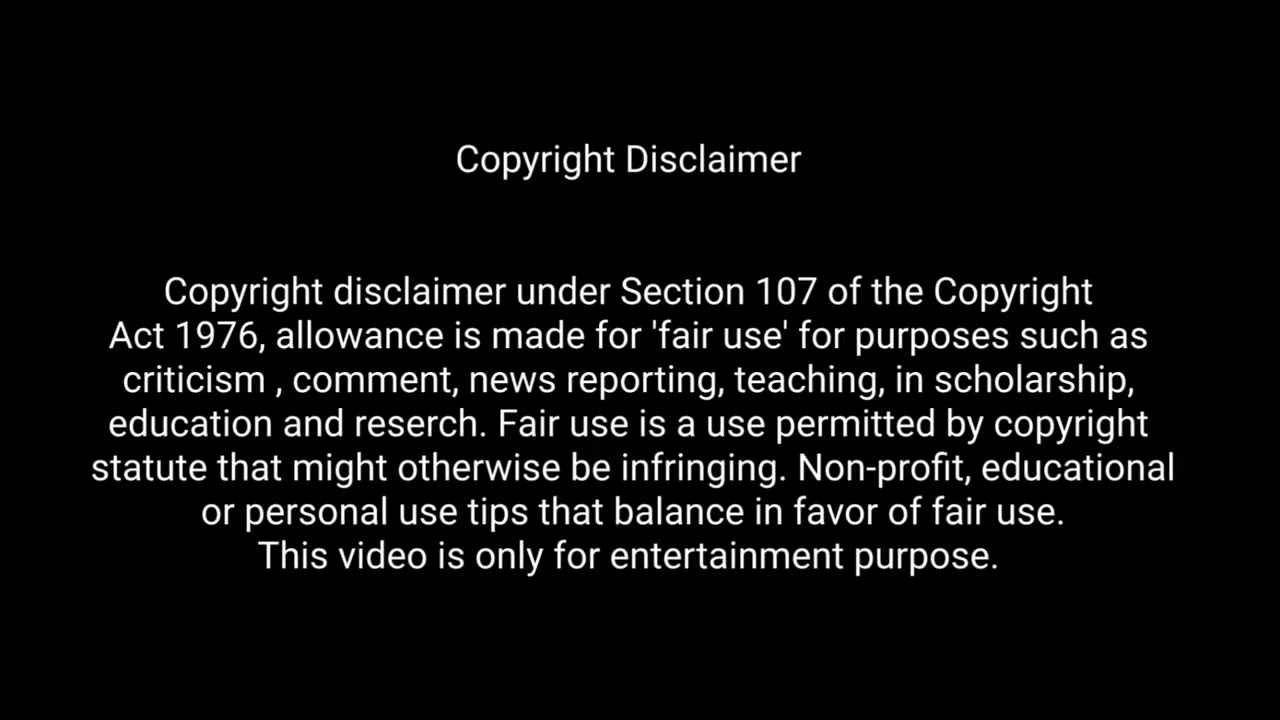 Copyright Disclaimer
Copyright disclaimer under Section 107 of the Copyright
Act 1976, allowance is made for 'fair use' for purposes such as
criticism , comment, news reporting, teaching, in scholarship,
education and reserch. Fair use is a use permitted by copyright
statute that might otherwise be infringing. Non-profit, educational
or personal use tips that balance in favor of fair use.
This video is only for entertainment purpose.